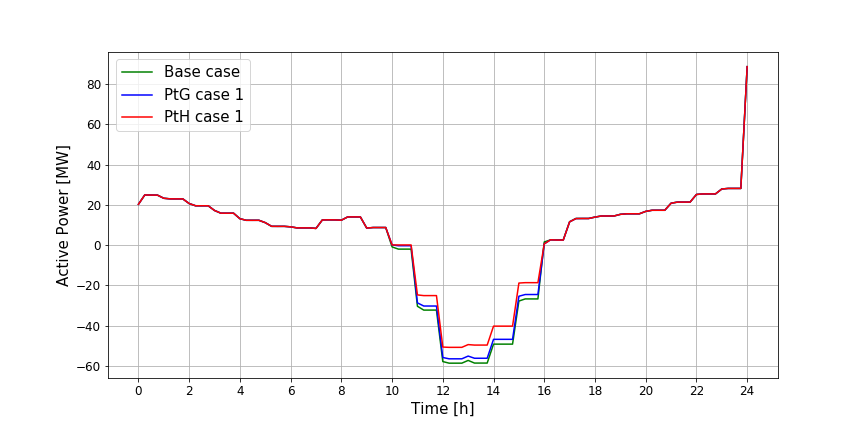 Base case
PtG case 1
PtH case 1
Active Power [MW]
80
60
40
20
0
−20
−40
−60
0 2 4 6 8 10 12 14 16 18 20 22 24
Time [h]